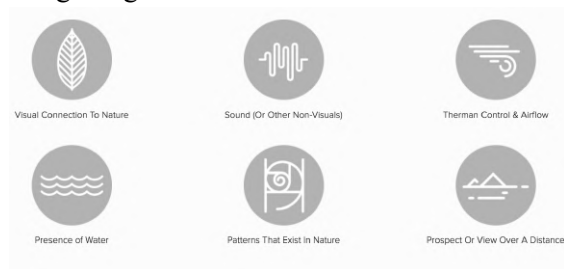 Visual Connection To Nature
Sound (Or Other Non-Visuals)
Therman Control & Airflow
Presence of Water
Patterns That Exist In Nature
Prospect Or View Over A Distance